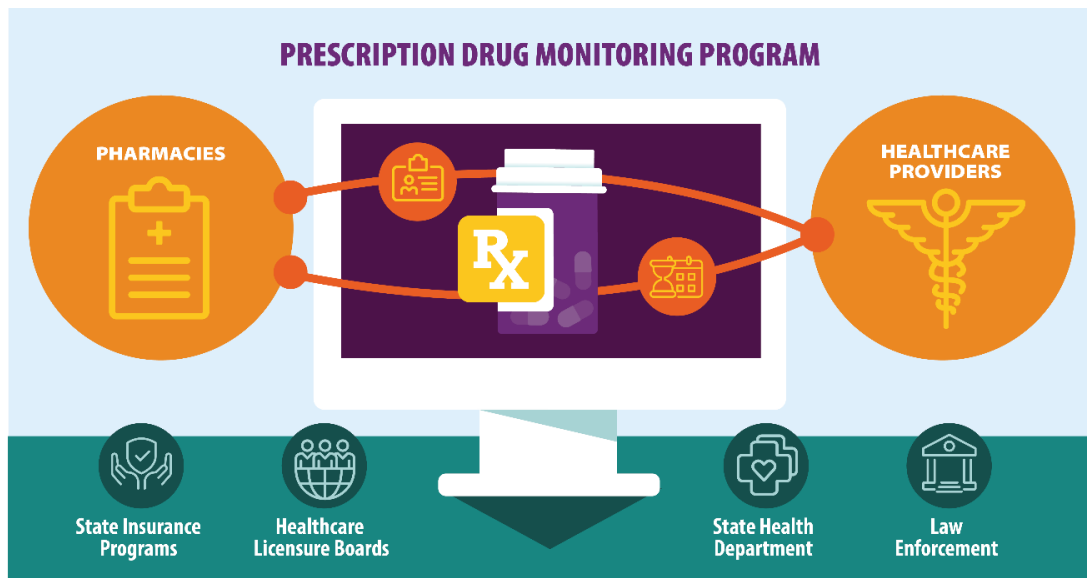 PRESCRIPTION DRUG MONITORING PROGRAM
PHARMACIES
HEALTHCARE
PROVIDERS
Rx
State Insurance
Programs
Healthcare
Licensure Boards
State Health
Department
Law
Enforcement